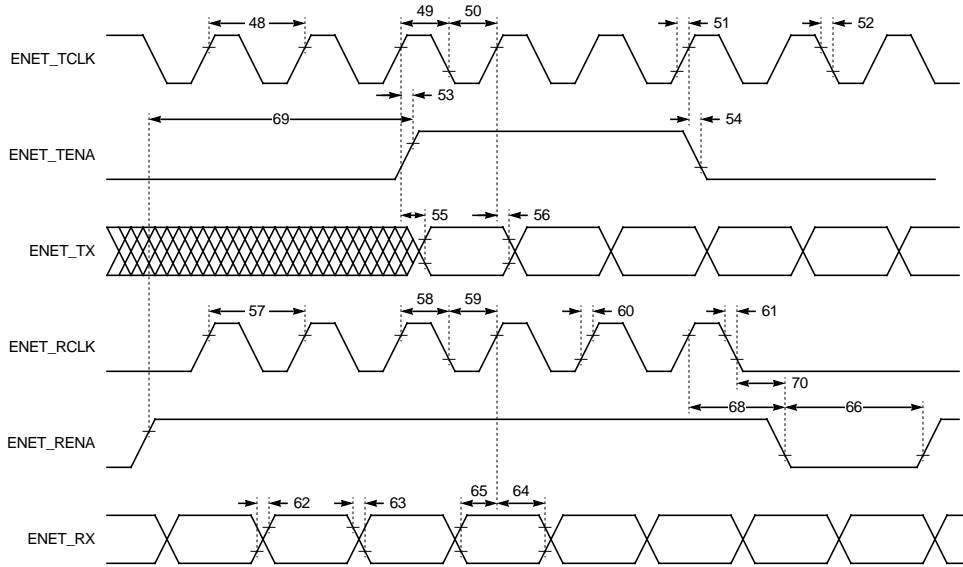 48 49 50 51 52
ENET_TCLK
53
69 54
ENET_TENA
55 56
ENET_TX
57 58 59 60 61
ENET_RCLK
70
68 66
ENET_RENA
62 63 65 64
ENET_RX